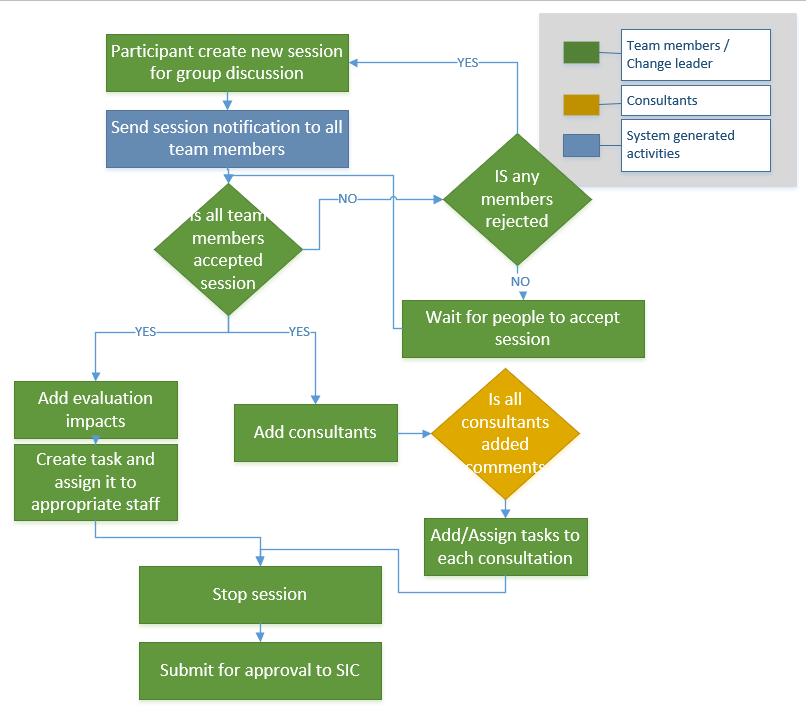 Participant create new session
for group discussion
YES
Team members /
Change leader
Consultants
System generated
activities
Send session notification to all
team members
IS any
members
rejected
NO
Is all team
members
accepted
session
NO
Wait for people to accept
session
YES
YES
Add evaluation
impacts
Add consultants
Is all
consultants
added
comments
Create task and
assign it to
appropriate staff
Add/Assign tasks to
each consultation
Stop session
Submit for approval to SIC